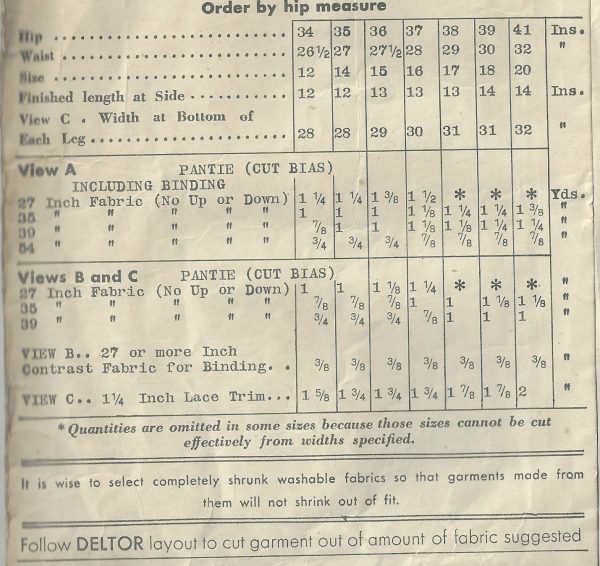 Order by hip measure
Hip . . . . . . . . . . . . . . . . . . . . . . . . 34 35 36 37 38 39 41 Ins.
Waist . . . . . . . . . . . . . . . . . . . . . . . 26½ 27 27½ 28 29 30 32 "
Size . . . . . . . . . . . . . . . . . . . . . . . . 12 14 15 16 17 18 20
Finished length at Side . . . . . . . . . . . 12 12 13 13 13 14 14 Ins.
View C . Width at Bottom of
Each Leg . . . . . . . . . . . . . . . . . . . . . 28 28 29 30 31 31 32 "
View A PANTIE (CUT BIAS)
INCLUDING BINDING
27 Inch Fabric (No Up or Down) 1 ¼ 1 ¼ 1 ⅜ 1 ½ * * * Yds.
35 " " " " " 1 1 1 1 ⅛ 1 ¼ 1 ¼ 1 ⅜ "
39 " " " " " ⅞ 1 1 1 ⅛ 1 ⅛ 1 ¼ 1 ¼ "
54 " " " " " ¾ ¾ ¾ ⅞ ⅞ ⅞ ⅞ "
Views B and C PANTIE (CUT BIAS)
27 Inch Fabric (No Up or Down) 1 1 1 ⅛ 1 ¼ * * * "
35 " " " " " ⅞ ⅞ ⅞ 1 1 1 ⅛ 1 ⅛ "
39 " " " " " ¾ ¾ ¾ ⅞ 1 1 1 "
VIEW B.. 27 or more Inch
Contrast Fabric for Binding. . ⅜ ⅜ ⅜ ⅜ ⅜ ⅜ ⅜ "
VIEW C.. 1¼ Inch Lace Trim... 1 ⅝ 1 ¾ 1 ¾ 1 ¾ 1 ⅞ 1 ⅞ 2 "
*Quantities are omitted in some sizes because those sizes cannot be cut
effectively from widths specified.
It is wise to select completely shrunk washable fabrics so that garments made from
them will not shrink out of fit.
Follow DELTOR layout to cut garment out of amount of fabric suggested